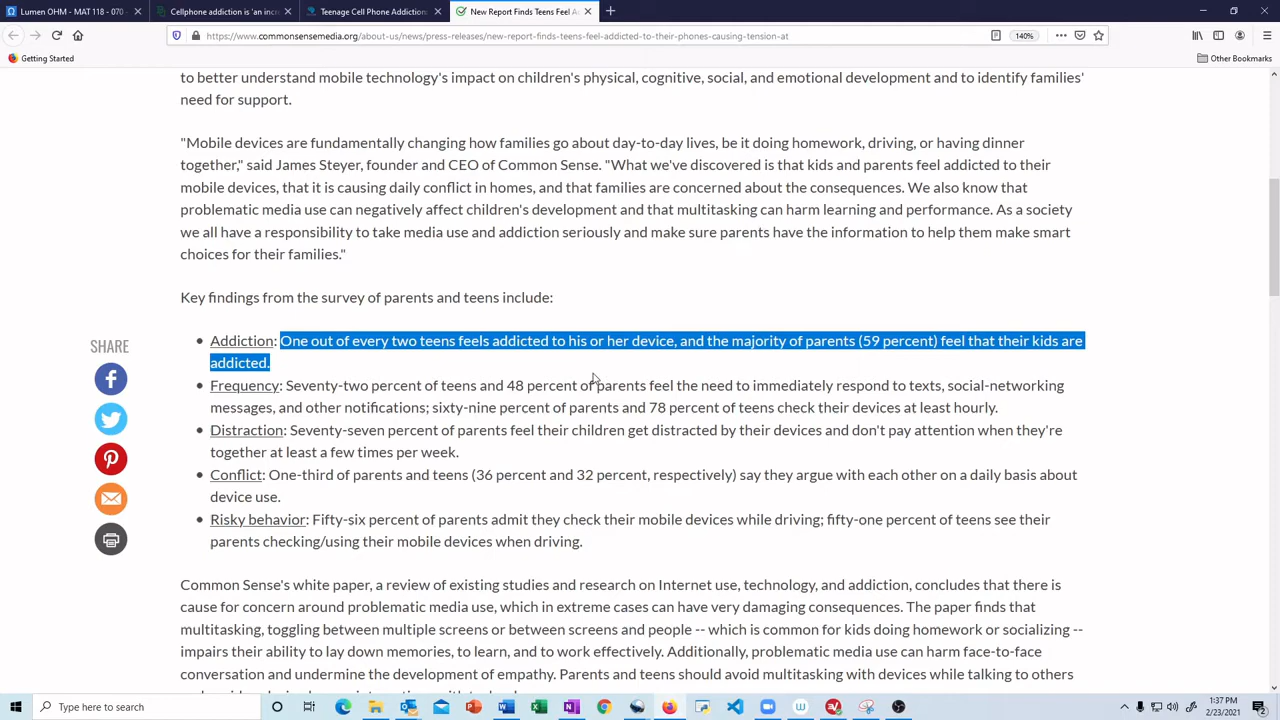 Lumen OHM - MAT 118 - 070 -
Cellphone addiction is 'an incre
Teenage Cell Phone Addiction
New Report Finds Teens Feel Ad
https://www.commonsensemedia.org/about-us/news/press-releases/new-report-finds-teens-feel-addicted-to-their-phones-causing-tension-at
140%
Getting Started
Other Bookmarks
to better understand mobile technology's impact on children's physical, cognitive, social, and emotional development and to identify families'
need for support.
"Mobile devices are fundamentally changing how families go about day-to-day lives, be it doing homework, driving, or having dinner
together," said James Steyer, founder and CEO of Common Sense. "What we've discovered is that kids and parents feel addicted to their
mobile devices, that it is causing daily conflict in homes, and that families are concerned about the consequences. We also know that
problematic media use can negatively affect children's development and that multitasking can harm learning and performance. As a society
we all have a responsibility to take media use and addiction seriously and make sure parents have the information to help them make smart
choices for their families."
Key findings from the survey of parents and teens include:
SHARE
Addiction: One out of every two teens feels addicted to his or her device, and the majority of parents (59 percent) feel that their kids are
addicted.
Frequency: Seventy-two percent of teens and 48 percent of parents feel the need to immediately respond to texts, social-networking
messages, and other notifications; sixty-nine percent of parents and 78 percent of teens check their devices at least hourly.
Distraction: Seventy-seven percent of parents feel their children get distracted by their devices and don't pay attention when they're
together at least a few times per week.
Conflict: One-third of parents and teens (36 percent and 32 percent, respectively) say they argue with each other on a daily basis about
device use.
Risky behavior: Fifty-six percent of parents admit they check their mobile devices while driving; fifty-one percent of teens see their
parents checking/using their mobile devices when driving.
Common Sense's white paper, a review of existing studies and research on Internet use, technology, and addiction, concludes that there is
cause for concern around problematic media use, which in extreme cases can have very damaging consequences. The paper finds that
multitasking, toggling between multiple screens or between screens and people -- which is common for kids doing homework or socializing --
impairs their ability to lay down memories, to learn, and to work effectively. Additionally, problematic media use can harm face-to-face
conversation and undermine the development of empathy. Parents and teens should avoid multitasking with devices while talking to others
Type here to search
1:37 PM
2/23/2021